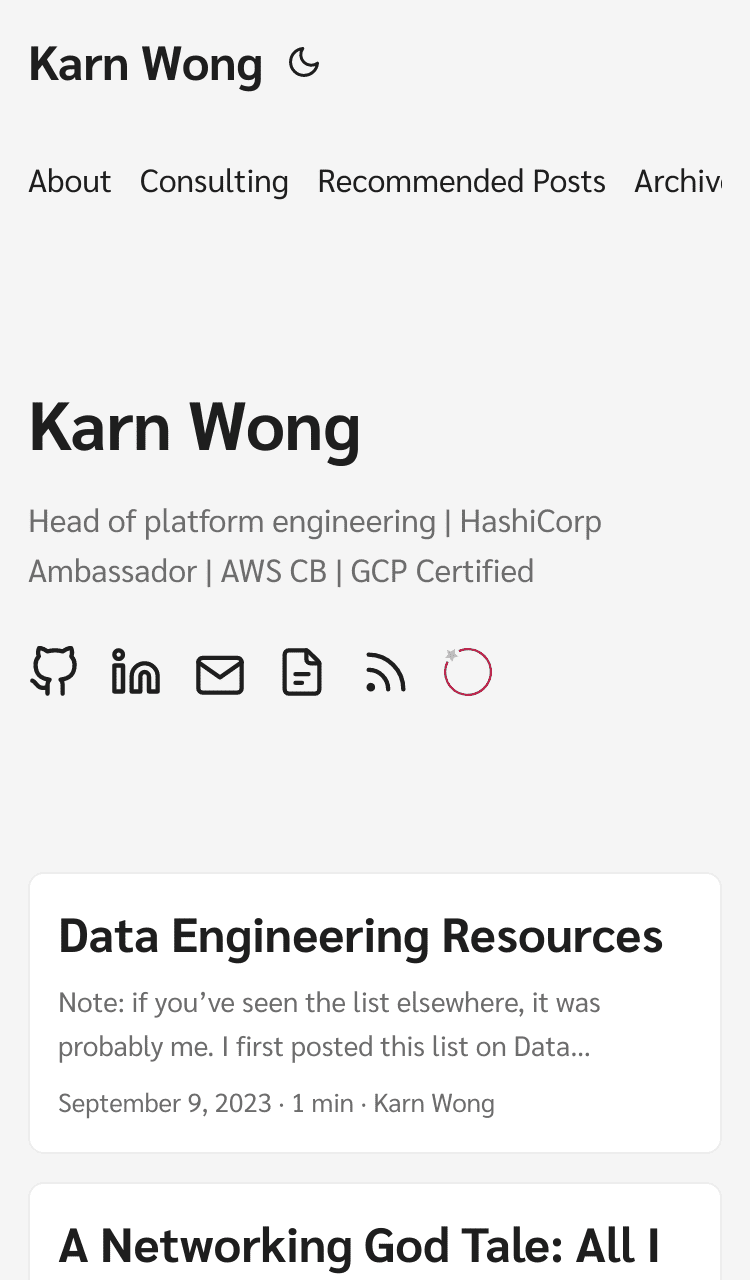 Karn Wong
About Consulting Recommended Posts Archiv
Karn Wong
Head of platform engineering | HashiCorp
Ambassador | AWS CB | GCP Certified
Data Engineering Resources
Note: if you’ve seen the list elsewhere, it was
probably me. I first posted this list on Data...
September 9, 2023 · 1 min · Karn Wong
A Networking God Tale: All I